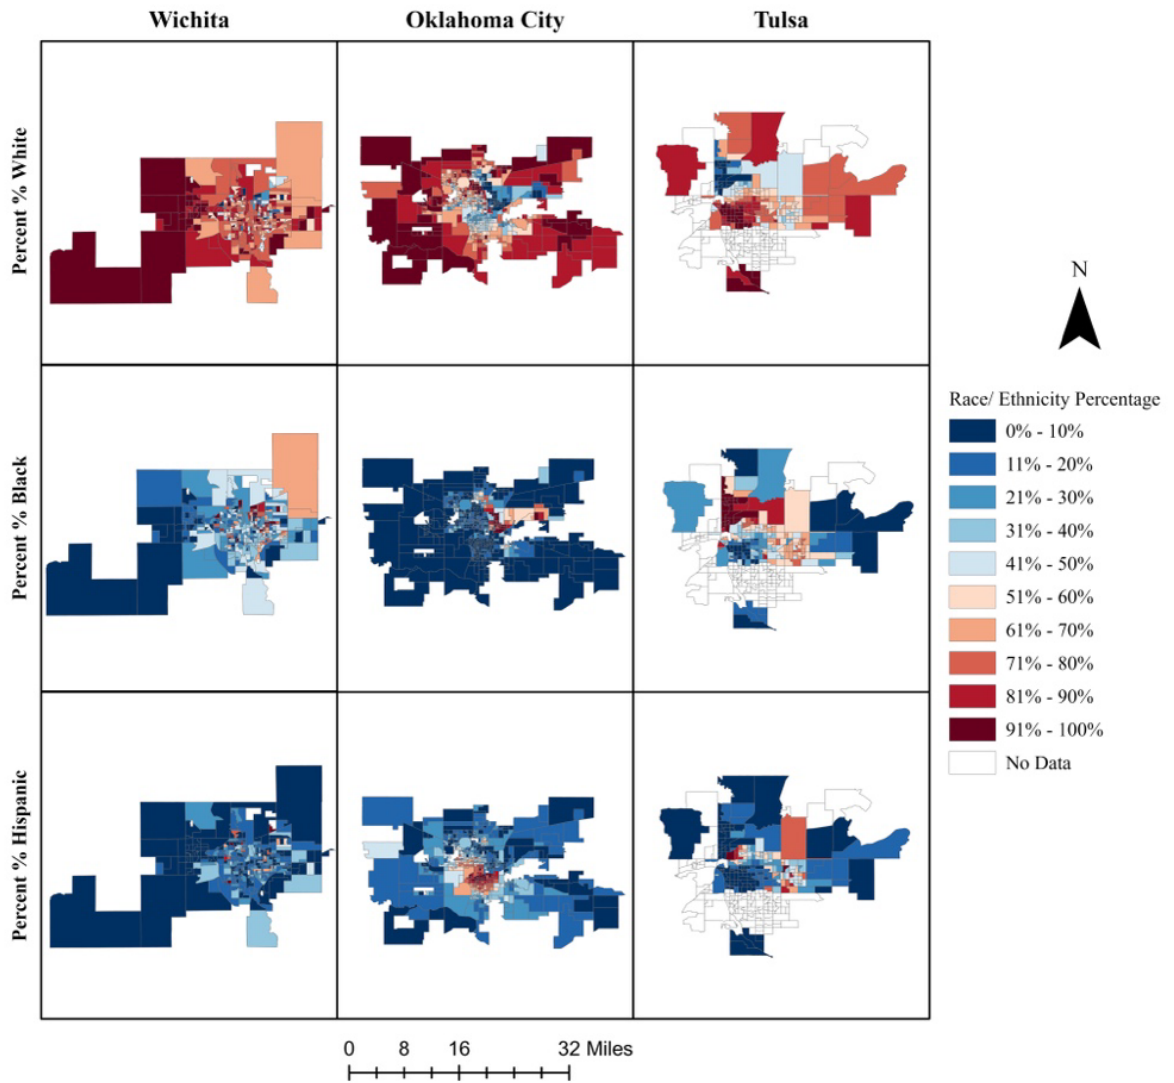 Wichita
Oklahoma City
Tulsa
Percent % White
Percent % Black
Percent % Hispanic
N
Race/ Ethnicity Percentage
0% - 10%
11% - 20%
21% - 30%
31% - 40%
41% - 50%
51% - 60%
61% - 70%
71% - 80%
81% - 90%
91% - 100%
No Data
0 8 16 32 Miles